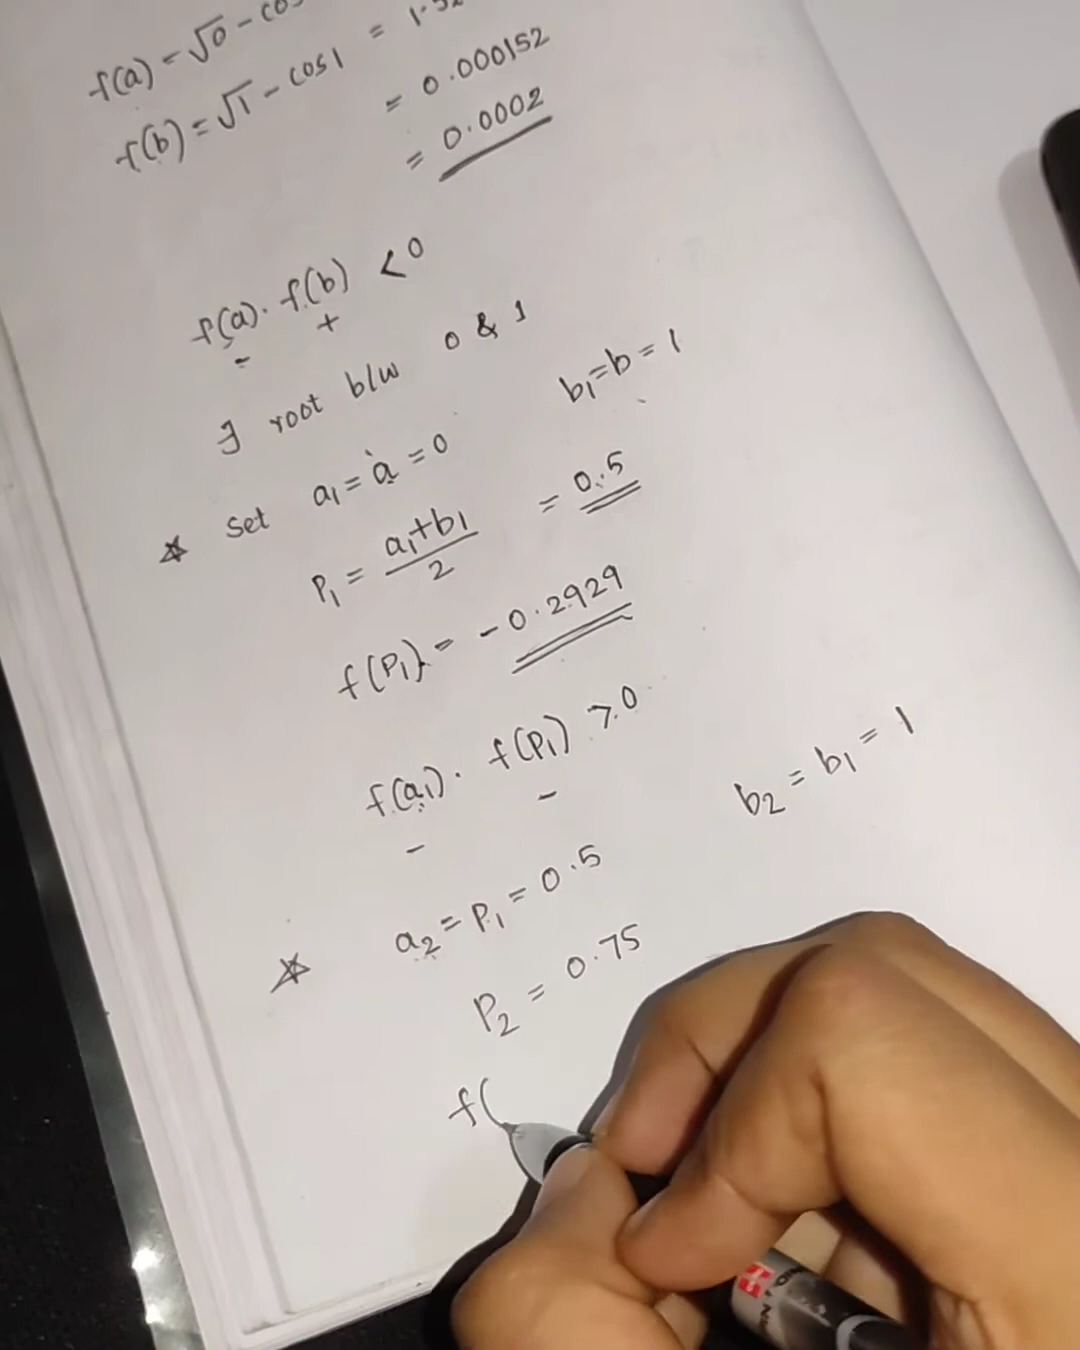 f(a) = √0 - cos
f(b) = √1 - cos1 = 1.52
= 0.000152
= 0.0002
f(a) . f(b) < 0
- +
∃ root b/w 0 & 1
☆ Set a₁ = a = 0 b₁ = b = 1
P₁ = (a₁+b₁)/2 = 0.5
f(P₁) = - 0.2929
f(a₁) . f(P₁) > 0
- -
☆ a₂ = P₁ = 0.5 b₂ = b₁ = 1
P₂ = 0.75
f(